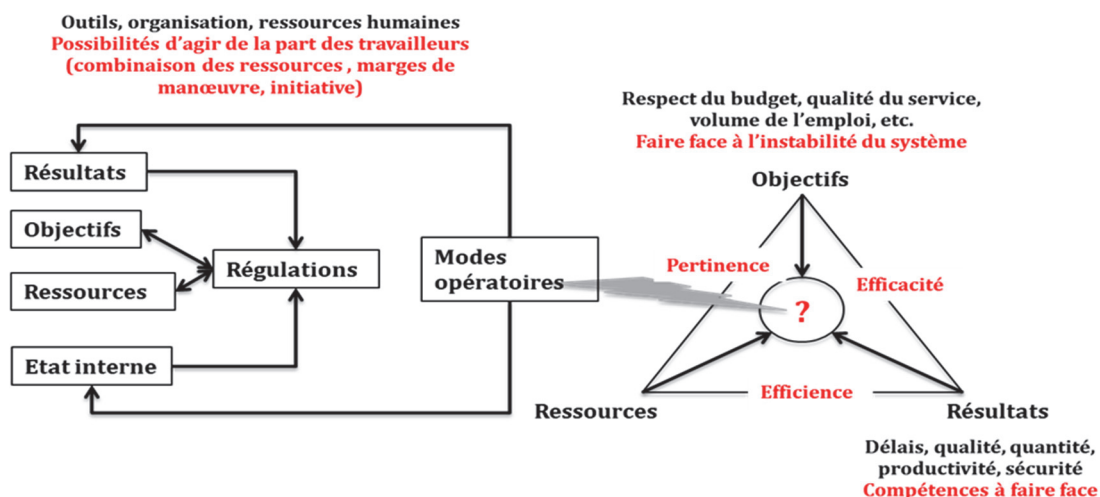 Outils, organisation, ressources humaines
Possibilités d'agir de la part des travailleurs
(combinaison des ressources , marges de
manœuvre, initiative)
Résultats
Objectifs
Ressources
Etat interne
Régulations
Modes
opératoires
Respect du budget, qualité du service,
volume de l'emploi, etc.
Faire face à l'instabilité du système
Objectifs
Pertinence
Efficacité
?
Efficience
Ressources
Résultats
Délais, qualité, quantité,
productivité, sécurité
Compétences à faire face